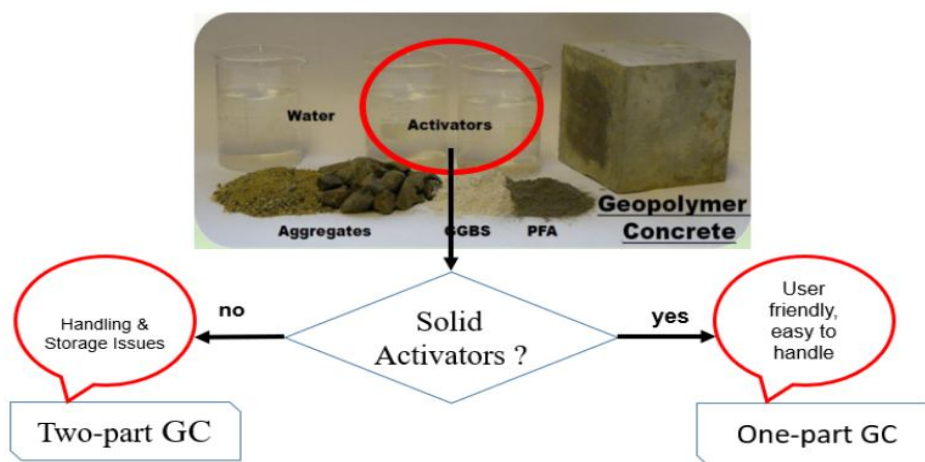 Water
Activators
Aggregates
GGBS
PFA
Geopolymer
Concrete
no
Handling &
Storage Issues
Solid
Activators ?
yes
User
friendly,
easy to
handle
Two-part GC
One-part GC